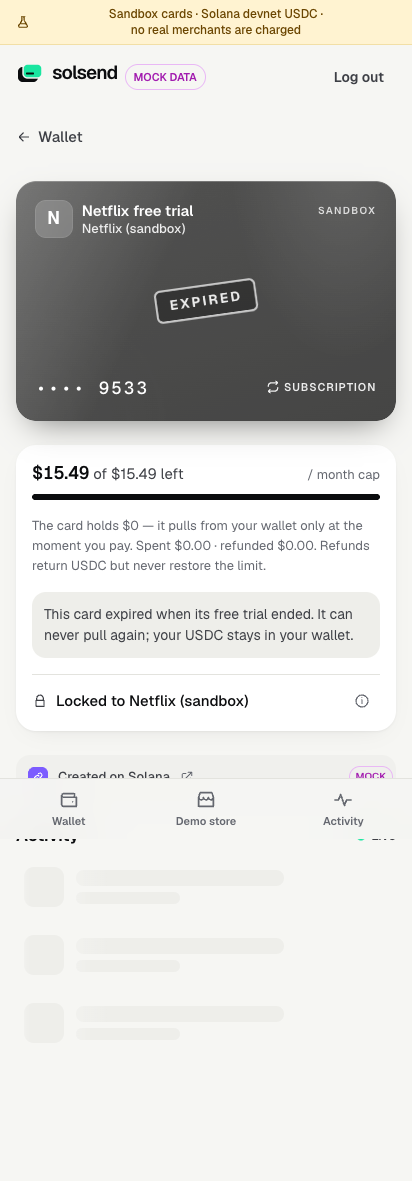 Sandbox cards · Solana devnet USDC ·
no real merchants are charged
solsend
MOCK DATA
Log out
← Wallet
N
Netflix free trial
Netflix (sandbox)
SANDBOX
EXPIRED
•••• 9533
SUBSCRIPTION
$15.49 of $15.49 left
/ month cap
The card holds $0 — it pulls from your wallet only at the
moment you pay. Spent $0.00 · refunded $0.00. Refunds
return USDC but never restore the limit.
This card expired when its free trial ended. It can
never pull again; your USDC stays in your wallet.
Locked to Netflix (sandbox)
Created on Solana
MOCK
Wallet
Demo store
Activity
Activity